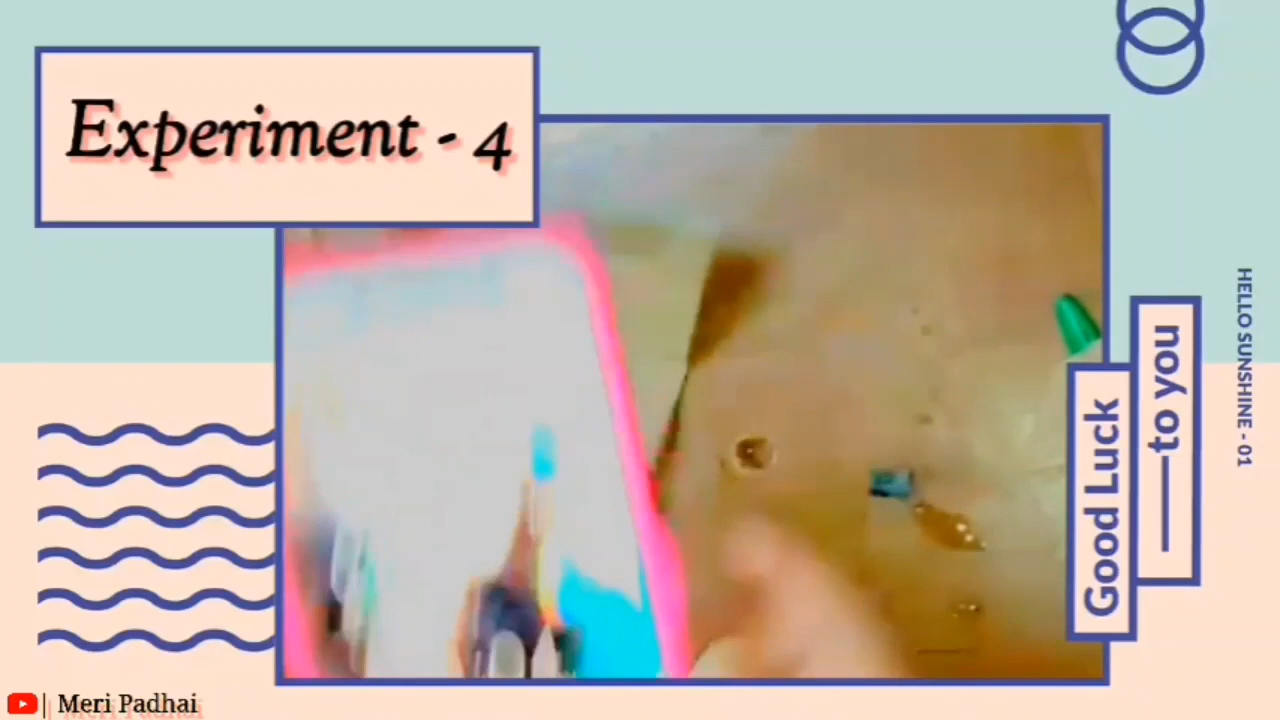 Experiment - 4
Good Luck
to you
HELLO SUNSHINE - 01
| Meri Padhai